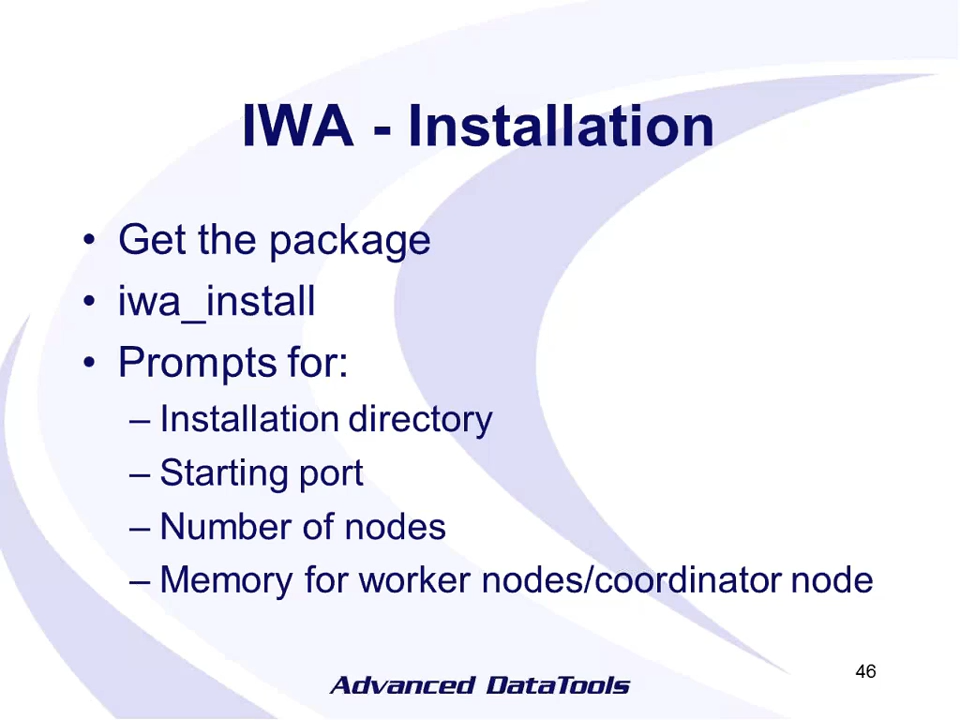 IWA - Installation
• Get the package
• iwa_install
• Prompts for:
– Installation directory
– Starting port
– Number of nodes
– Memory for worker nodes/coordinator node
Advanced DataTools
46